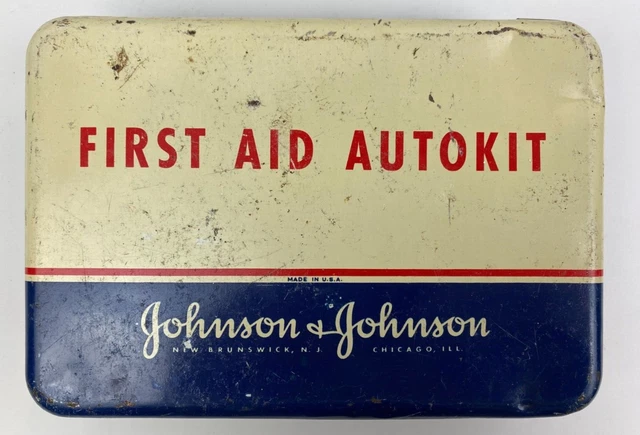 FIRST AID AUTOKIT
MADE IN U.S.A.
Johnson & Johnson
NEW BRUNSWICK, N. J. CHICAGO, ILL.